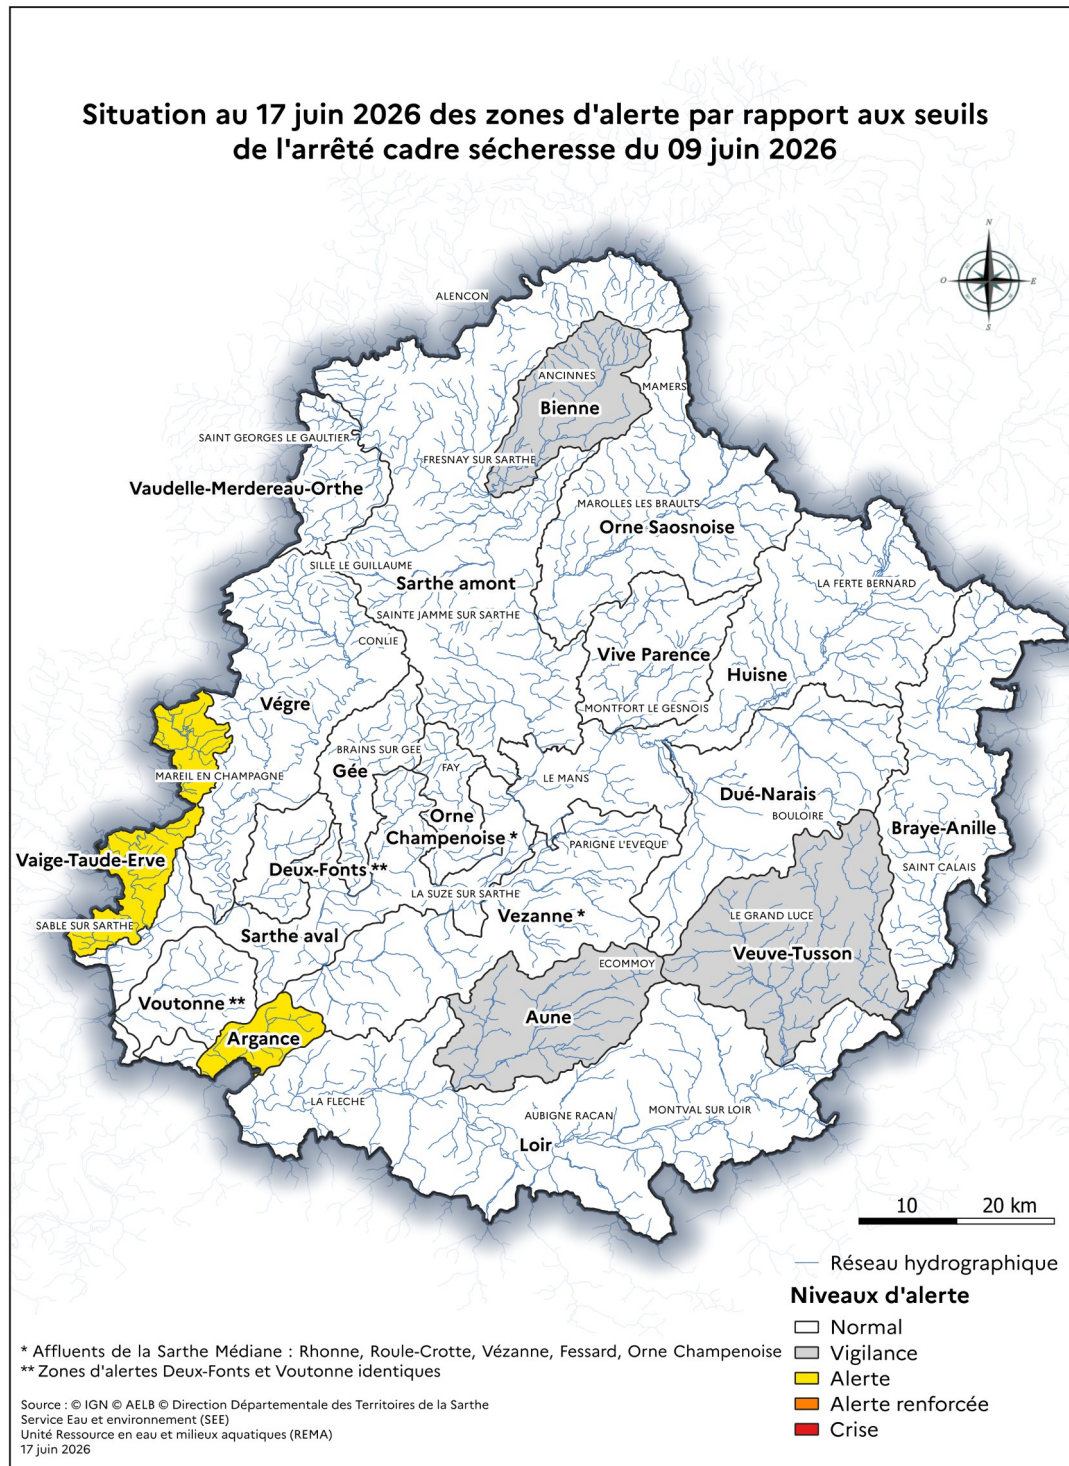 Situation au 17 juin 2026 des zones d'alerte par rapport aux seuils
de l'arrêté cadre sécheresse du 09 juin 2026
N
O
E
S
ALENCON
ANCINNES
MAMERS
Bienne
SAINT GEORGES LE GAULTIER
FRESNAY SUR SARTHE
Vaudelle-Merdereau-Orthe
MAROLLES LES BRAULTS
Orne Saosnoise
SILLE LE GUILLAUME
Sarthe amont
LA FERTE BERNARD
SAINTE JAMME SUR SARTHE
CONLIE
Vive Parence
Huisne
Végre
MONTFORT LE GESNOIS
BRAINS SUR GEE
Gée
FAY
MAREIL EN CHAMPAGNE
LE MANS
Dué-Narais
BOULOIRE
Orne
Champenoise *
Braye-Anille
PARIGNE L'EVEQUE
Vaige-Taude-Erve
Deux-Fonts **
SAINT CALAIS
LA SUZE SUR SARTHE
Vezanne *
LE GRAND LUCE
SABLE SUR SARTHE
Sarthe aval
Veuve-Tusson
ECOMMOY
Voutonne **
Aune
Argance
LA FLECHE
AUBIGNE RACAN
MONTVAL SUR LOIR
Loir
10 20 km
Réseau hydrographique
Niveaux d'alerte
Normal
Vigilance
Alerte
Alerte renforcée
Crise
* Affluents de la Sarthe Médiane : Rhonne, Roule-Crotte, Vézanne, Fessard, Orne Champenoise
** Zones d'alertes Deux-Fonts et Voutonne identiques
Source : © IGN © AELB © Direction Départementale des Territoires de la Sarthe
Service Eau et environnement (SEE)
Unité Ressource en eau et milieux aquatiques (REMA)
17 juin 2026